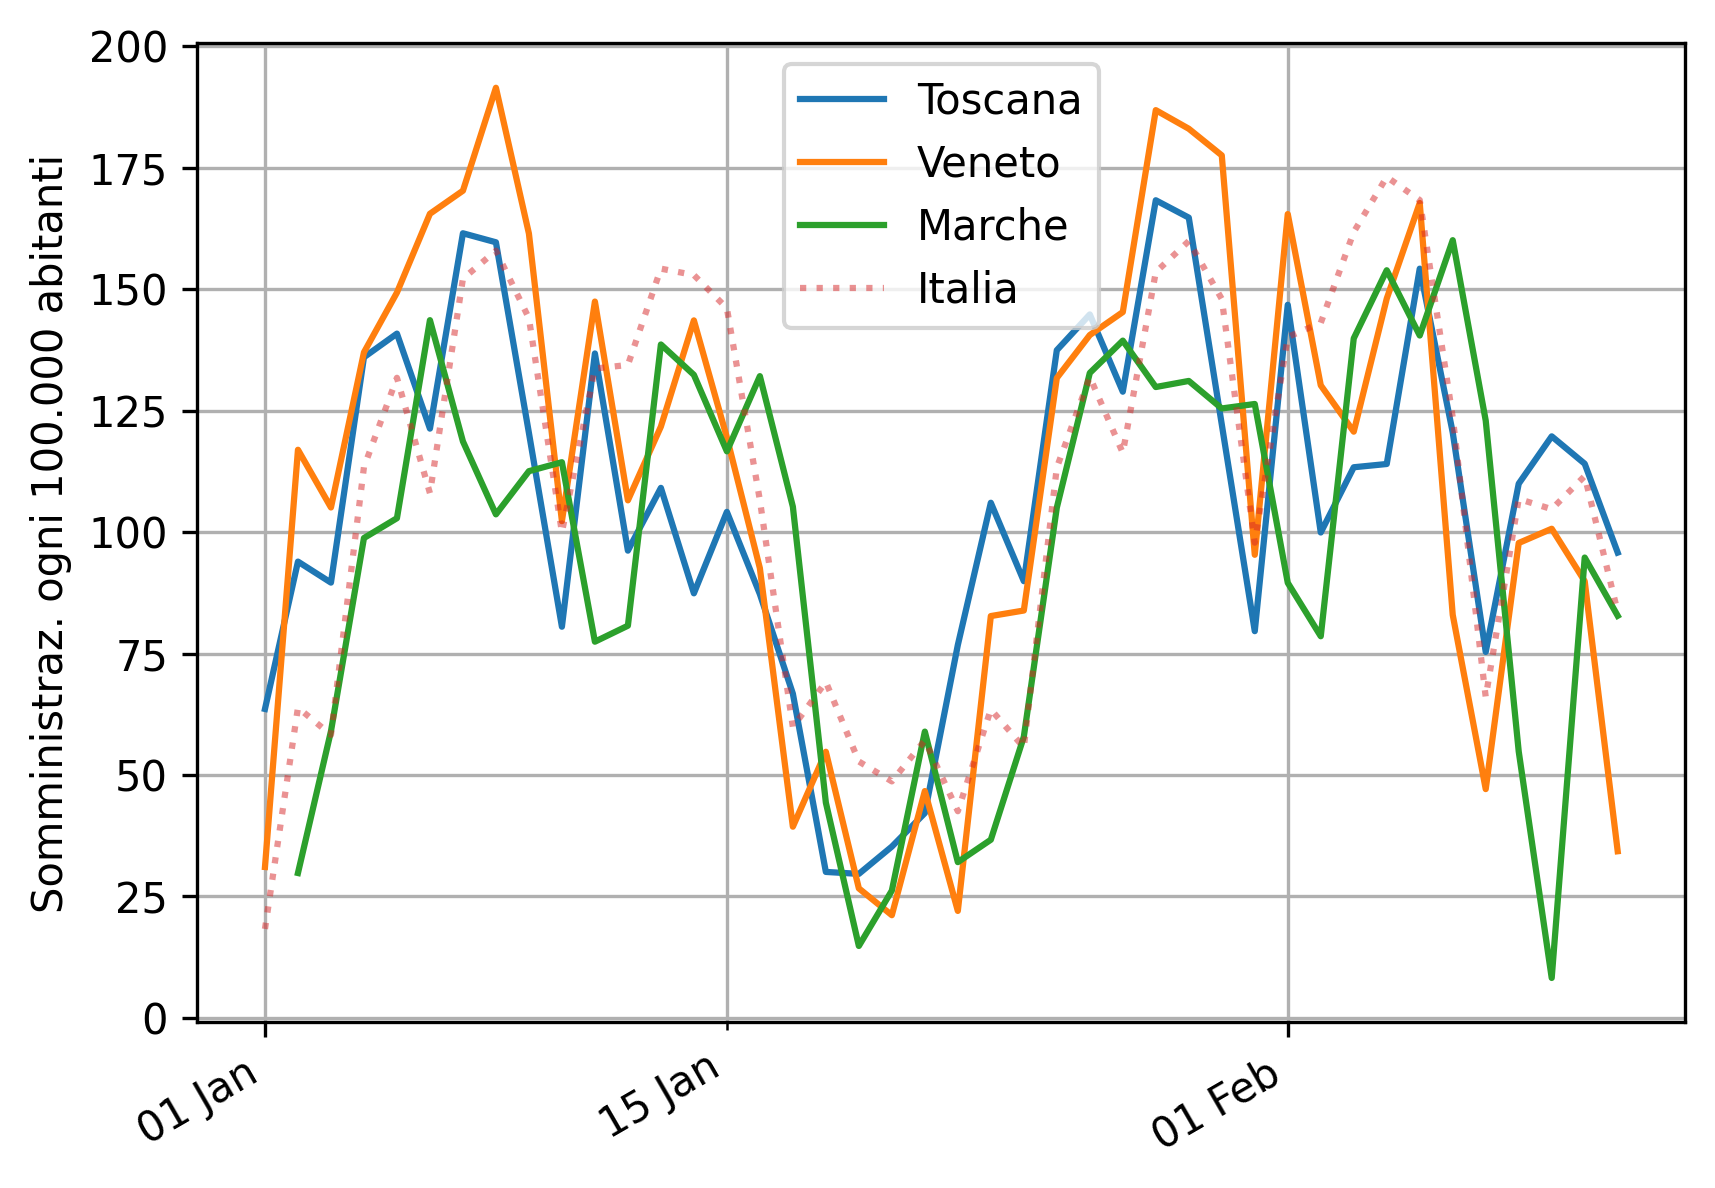 Somministraz. ogni 100.000 abitanti
200
175
150
125
100
75
50
25
0
Toscana
Veneto
Marche
Italia
01 Jan
15 Jan
01 Feb